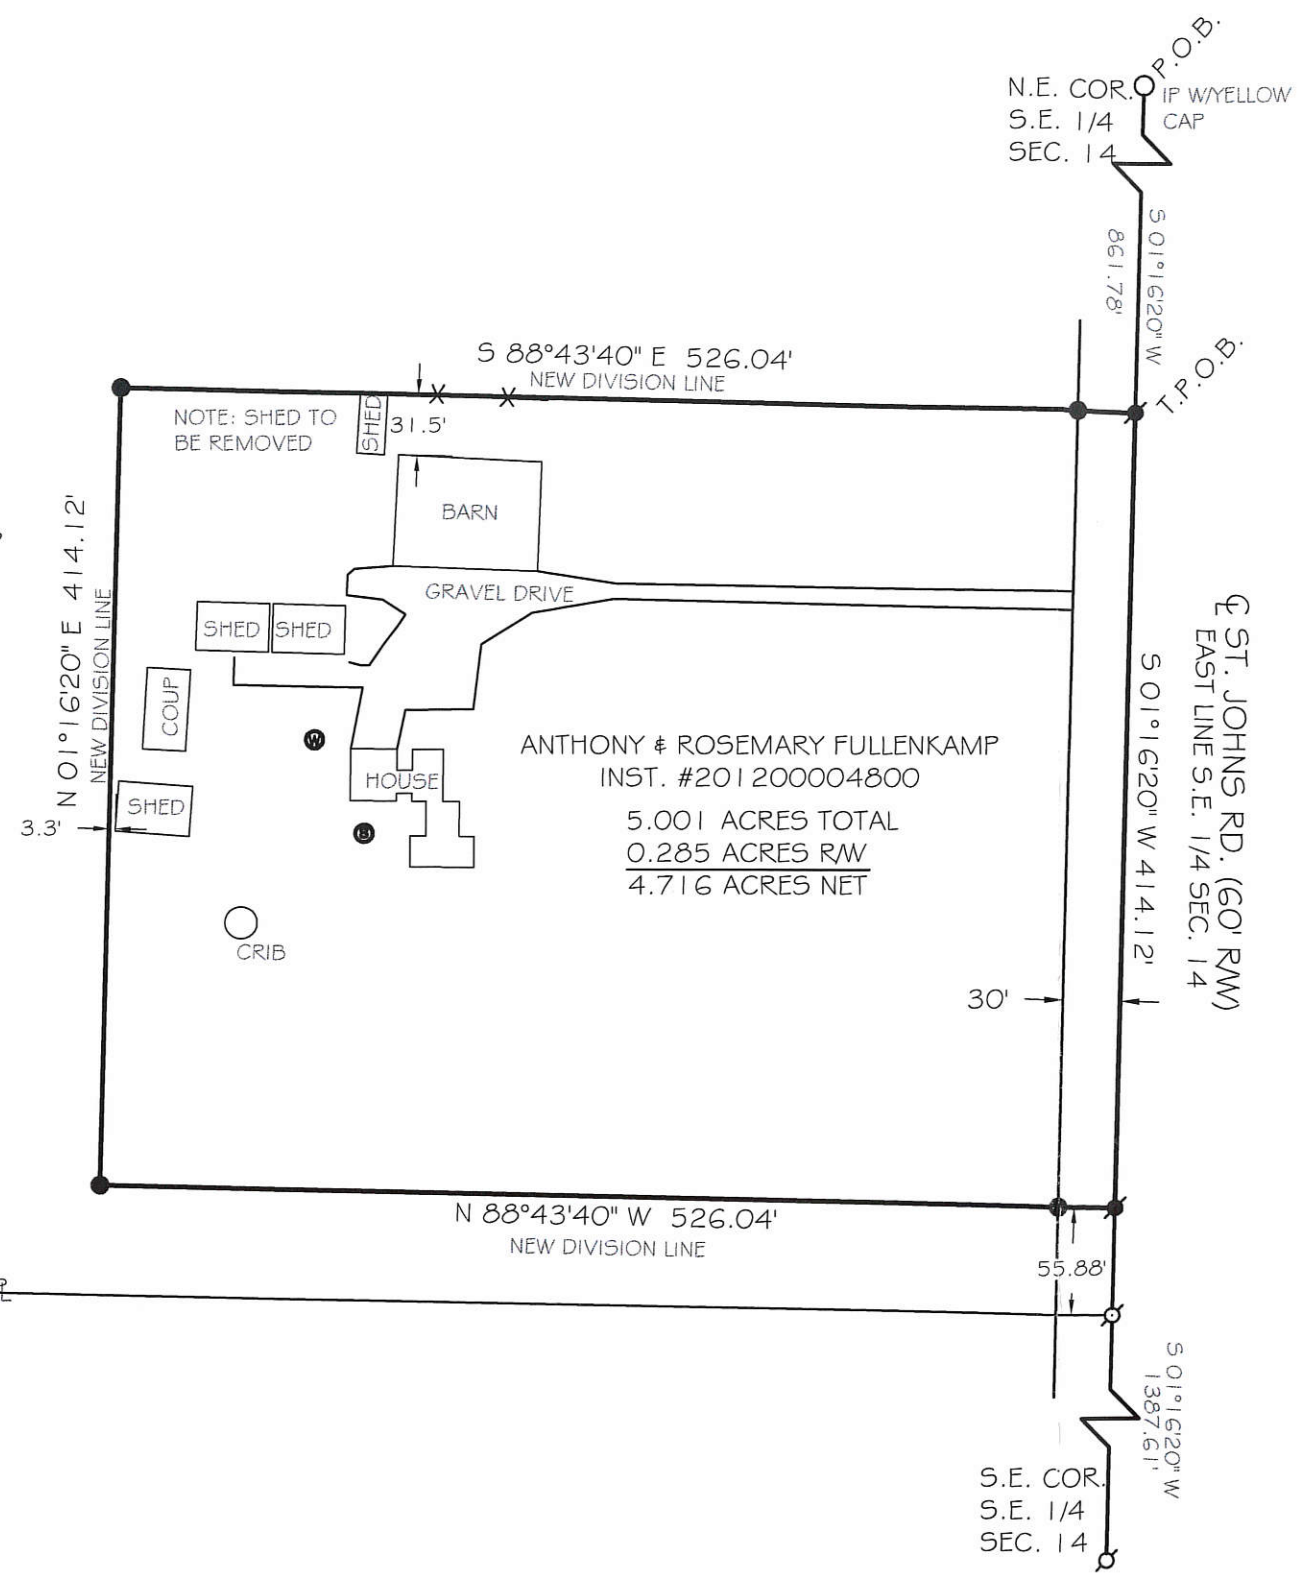 P.O.B.
N.E. COR.
S.E. 1/4
SEC. 14
IP W/YELLOW
CAP
S 01°16'20" W
861.78'
T.P.O.B.
S 88°43'40" E 526.04'
NEW DIVISION LINE
NOTE: SHED TO
BE REMOVED
SHED
31.5'
BARN
GRAVEL DRIVE
N 01°16'20" E 414.12'
NEW DIVISION LINE
SHED
SHED
COUP
W
HOUSE
SHED
3.3'
CRIB
ANTHONY & ROSEMARY FULLENKAMP
INST. #201200004800
5.001 ACRES TOTAL
0.285 ACRES R/W
4.716 ACRES NET
℄ ST. JOHNS RD. (60' R/W)
EAST LINE S.E. 1/4 SEC. 14
S 01°16'20" W 414.12'
30'
N 88°43'40" W 526.04'
NEW DIVISION LINE
55.88'
S 01°16'20" W
1387.61'
S.E. COR.
S.E. 1/4
SEC. 14